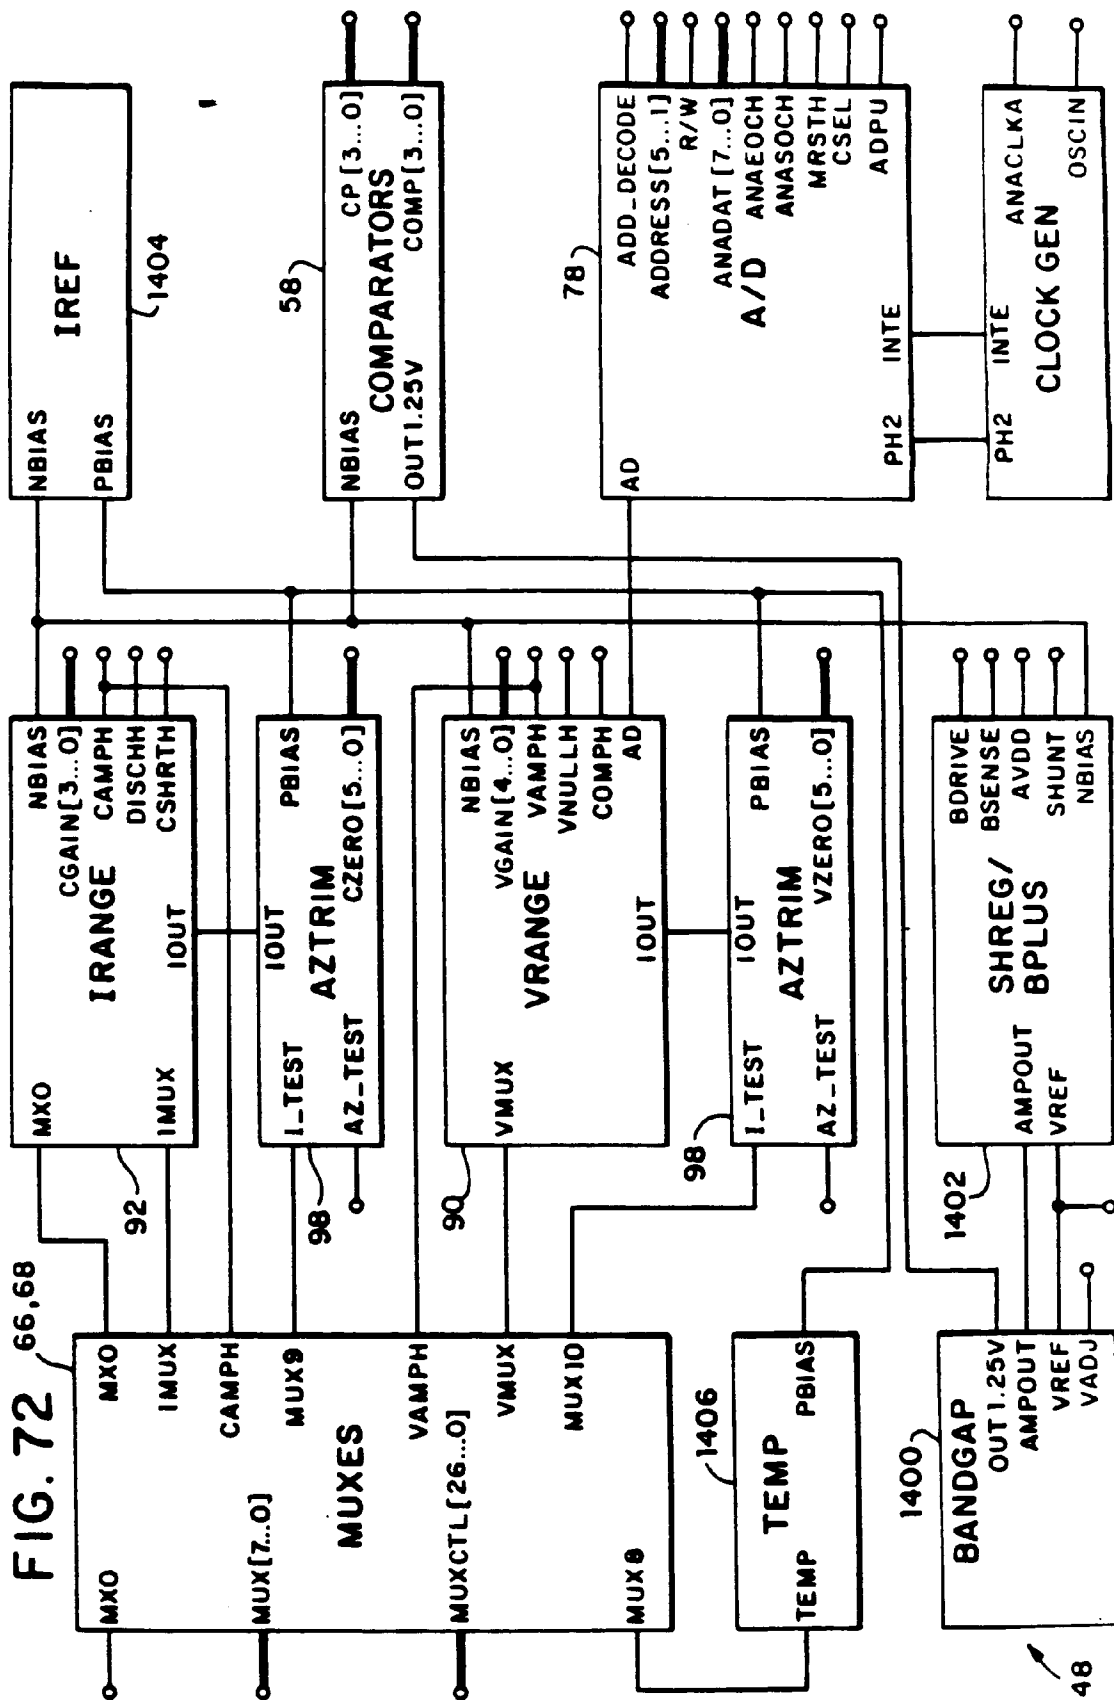 FIG. 72
66,68
MXO
MUX[7...0]
MUXCTL[26...0]
MUX8
MUXES
MXO
IMUX
CAMPH
MUX9
VAMPH
VMUX
MUX10
MXO
IMUX
92
IRANGE
NBIAS
CGAIN[3...0]
CAMPH
DISCHH
CSHRTH
IOUT
I_TEST
AZ_TEST
98
AZTRIM
IOUT
PBIAS
CZERO[5...0]
VMUX
90
VRANGE
NBIAS
VGAIN[4...0]
VAMPH
VNULLH
COMPH
AD
IOUT
I_TEST
AZ_TEST
98
AZTRIM
IOUT
PBIAS
VZERO[5...0]
NBIAS
PBIAS
IREF
1404
58
NBIAS
OUT1.25V
COMPARATORS
CP[3...0]
COMP[3...0]
78
AD
A/D
ADD_DECODE
ADDRESS[5...1]
R/W
ANADAT[7...0]
ANAEOCH
ANASOCH
MRSTH
CSEL
ADPU
PH2
INTE
PH2
INTE
CLOCK GEN
ANACLKA
OSCIN
1406
TEMP
TEMP
PBIAS
1400
BANDGAP
OUT1.25V
AMPOUT
VREF
VADJ
48
1402
AMPOUT
VREF
SHREG/
BPLUS
BDRIVE
BSENSE
AVDD
SHUNT
NBIAS